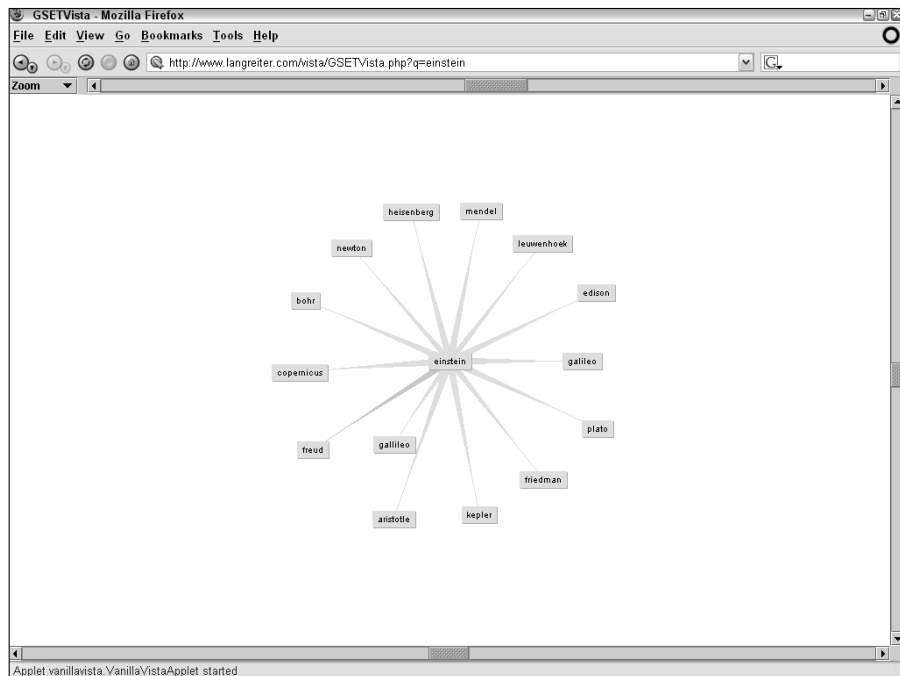 GSETVista - Mozilla Firefox
File Edit View Go Bookmarks Tools Help
http://www.langreiter.com/vista/GSETVista.php?q=einstein
G
Zoom
heisenberg
mendel
newton
leuwenhoek
bohr
edison
einstein
galileo
copernicus
plato
freud
gallileo
friedman
aristotle
kepler
Applet vanillavista.VanillaVistaApplet started